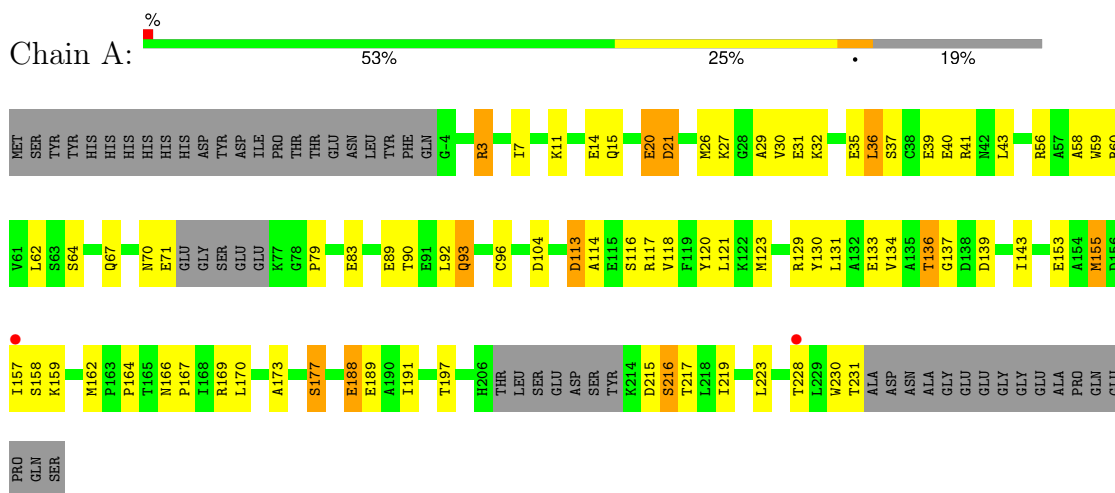 %
Chain A:
53% 25% • 19%
MET SER TYR TYR HIS HIS HIS HIS HIS HIS ASP TYR ASP ILE PRO THR THR GLU ASN LEU TYR PHE GLN G-4 R3 I7 K11 E14 Q15 E20 D21 M26 K27 G28 A29 V30 E31 K32 E35 L36 S37 C38 E39 E40 R41 N42 L43 R56 A57 A58 W59 R60
V61 L62 S63 S64 Q67 N70 E71 GLU GLY SER GLU GLU K77 G78 P79 E83 E89 T90 E91 L92 Q93 C96 D104 D113 A114 E115 S116 R117 V118 F119 Y120 L121 K122 M123 R129 Y130 L131 A132 E133 V134 A135 T136 G137 D138 D139 I143 E153 A154 M155 D156
I157 S158 K159 M162 P163 P164 T165 N166 P167 I168 R169 L170 A173 S177 E188 E189 A190 I191 T197 H206 THR LEU SER GLU ASP SER TYR K214 D215 S216 T217 L218 I219 L223 T228 L229 W230 T231 ALA ASP ASN ALA GLY GLU GLU GLY GLY GLU ALA PRO GLN GLU
PRO GLN SER